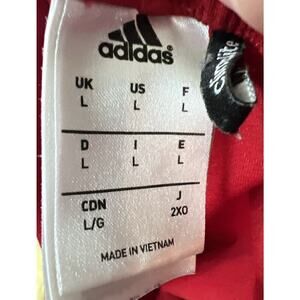 adidas
climalite
UK US F
L L L
D I E
L L L
CDN J
L/G 2XO
MADE IN VIETNAM